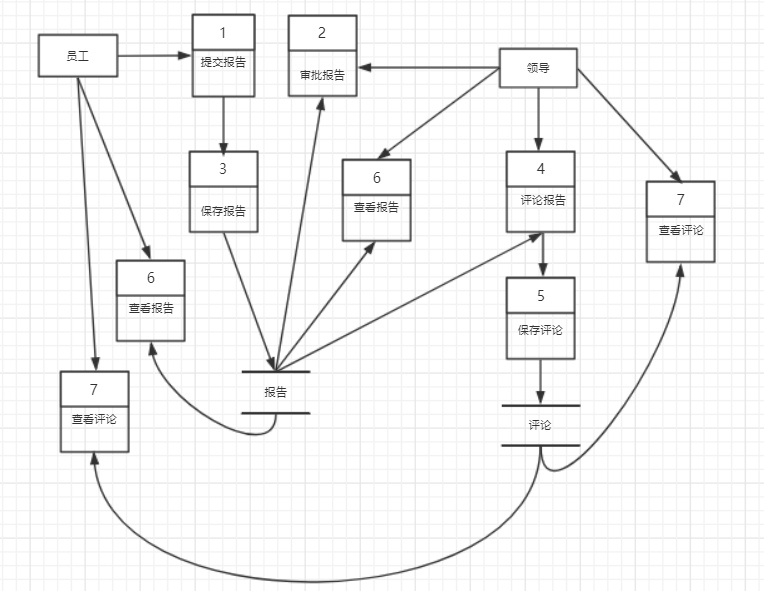 员工
1
提交报告
2
审批报告
领导
3
保存报告
6
查看报告
4
评论报告
7
查看评论
6
查看报告
5
保存评论
7
查看评论
报告
评论